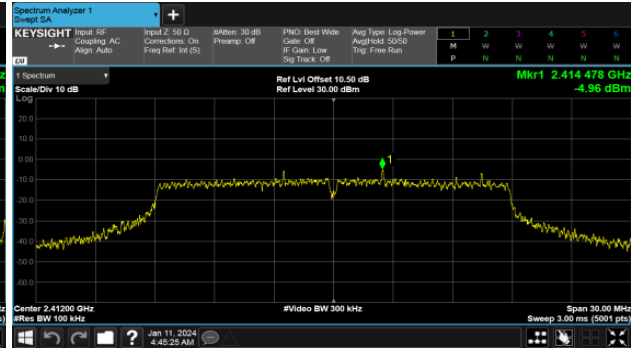 Spectrum Analyzer 1
Swept SA
+
KEYSIGHT
Input: RF
Coupling: AC
Align: Auto
Input Z: 50 Ω
Corrections: On
Freq Ref: Int (S)
#Atten: 30 dB
Preamp: Off
PNO: Best Wide
Gate: Off
IF Gain: Low
Sig Track: Off
Avg Type: Log-Power
Avg|Hold: 50/50
Trig: Free Run
1 2 3 4 5 6
M W W W W W
P N N N N N
LXI
1 Spectrum
Scale/Div 10 dB
Log
Ref Lvl Offset 10.50 dB
Ref Level 30.00 dBm
Mkr1 2.414 478 GHz
-4.96 dBm
20.0
10.0
0.00
-10.0
-20.0
-30.0
-40.0
-50.0
-60.0
1
Center 2.41200 GHz
#Res BW 100 kHz
#Video BW 300 kHz
Span 30.00 MHz
Sweep 3.00 ms (5001 pts)
?
Jan 11, 2024
4:45:25 AM